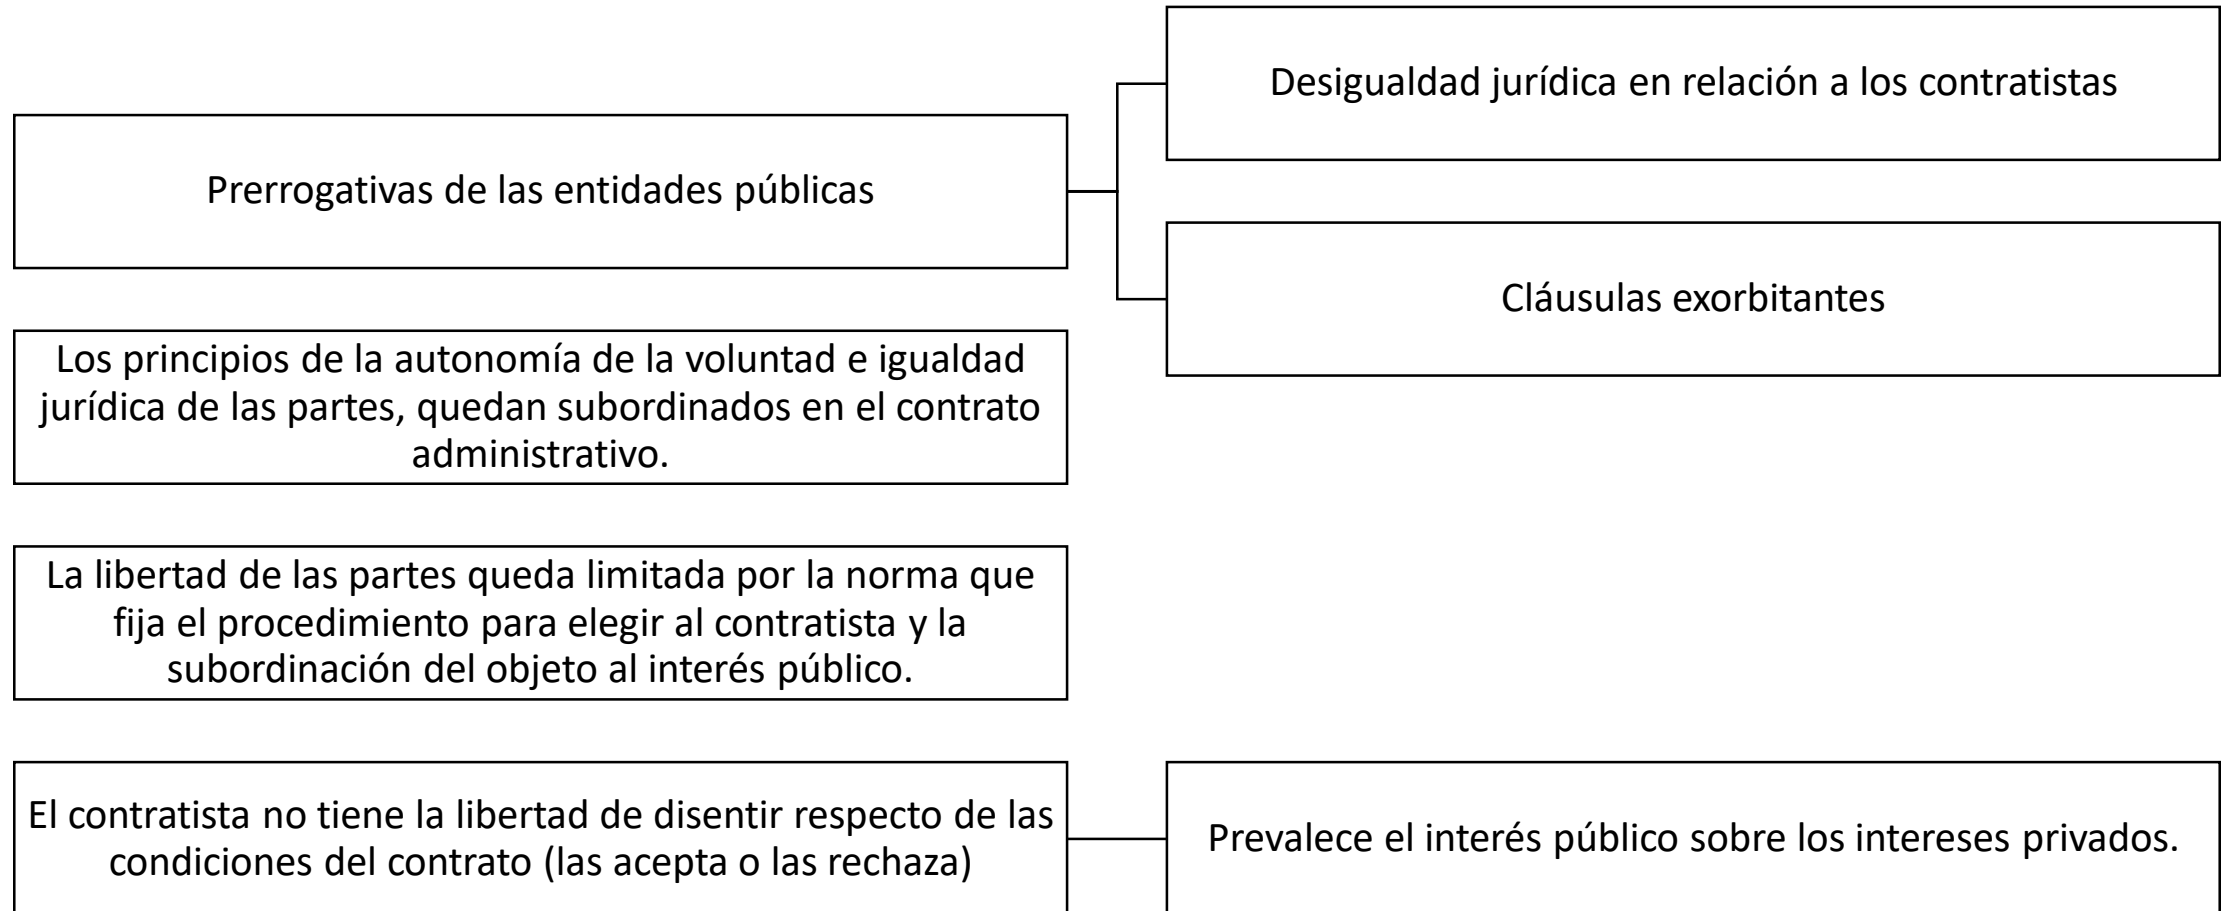 Prerrogativas de las entidades públicas
Desigualdad jurídica en relación a los contratistas
Cláusulas exorbitantes
Los principios de la autonomía de la voluntad e igualdad
jurídica de las partes, quedan subordinados en el contrato
administrativo.
La libertad de las partes queda limitada por la norma que
fija el procedimiento para elegir al contratista y la
subordinación del objeto al interés público.
El contratista no tiene la libertad de disentir respecto de las
condiciones del contrato (las acepta o las rechaza)
Prevalece el interés público sobre los intereses privados.